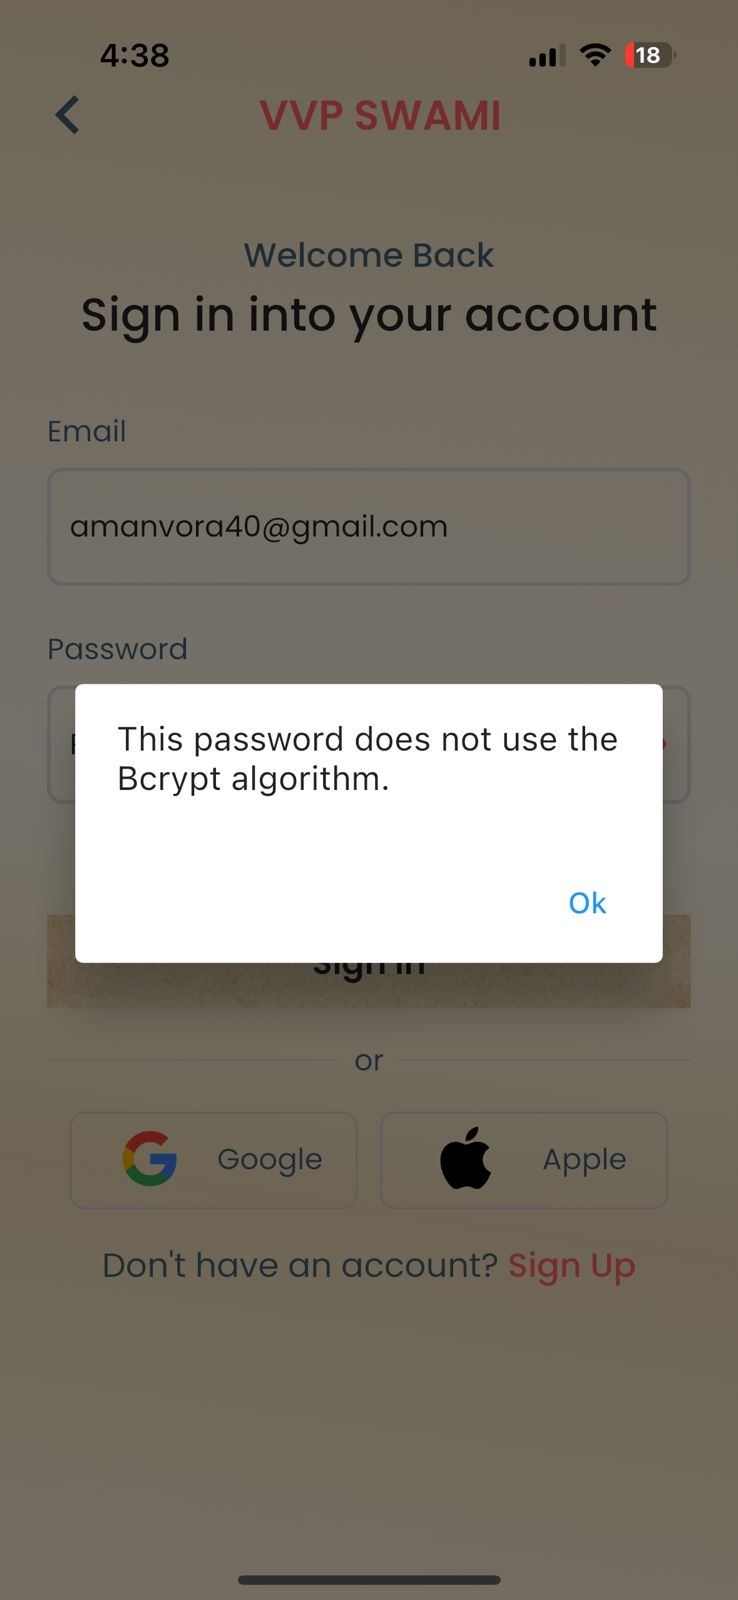 4:38
18
VVP SWAMI
Welcome Back
Sign in into your account
Email
amanvora40@gmail.com
Password
This password does not use the
Bcrypt algorithm.
Ok
Sign in
or
Google
Apple
Don't have an account? Sign Up